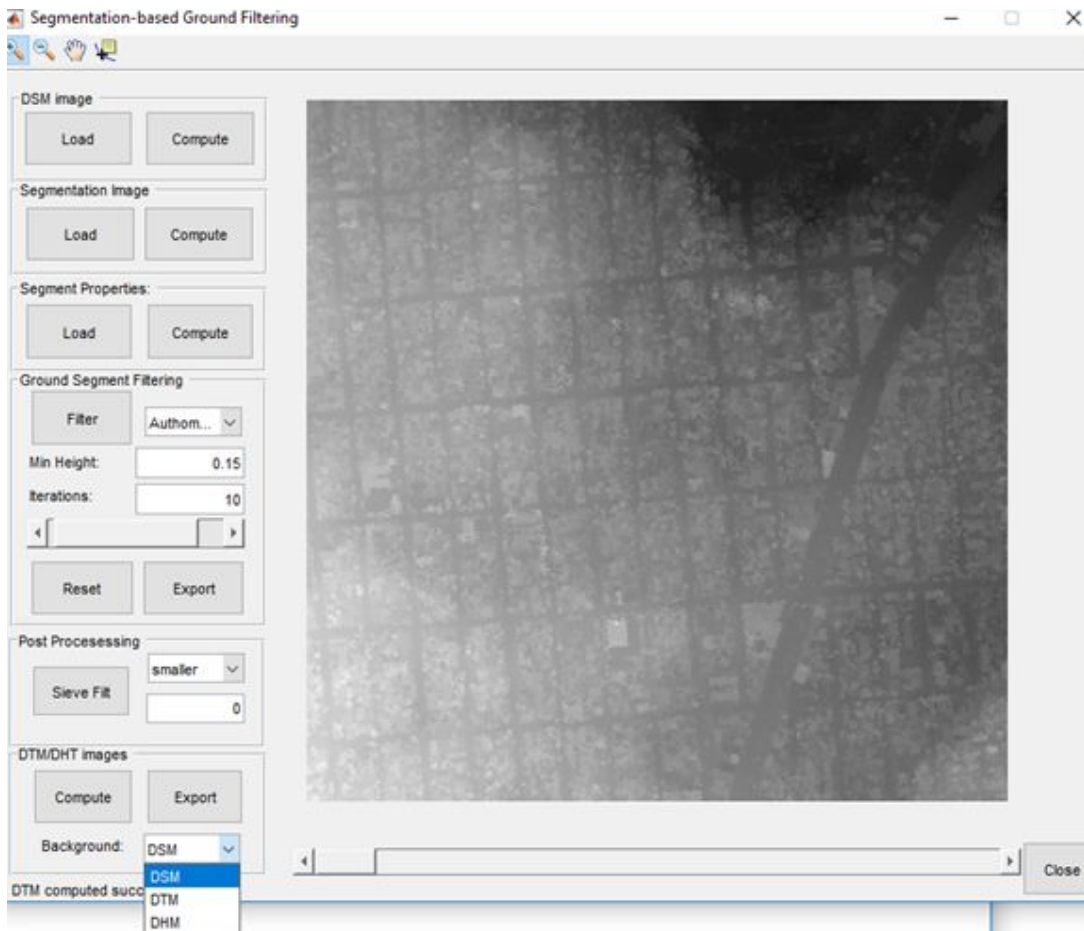 Segmentation-based Ground Filtering
DSM image
Load Compute
Segmentation Image
Load Compute
Segment Properties:
Load Compute
Ground Segment Filtering
Filter Authom...
Min Height: 0.15
Iterations: 10
Reset Export
Post Procesessing
smaller
Sieve Filt
0
DTM/DHT images
Compute Export
Background: DSM
DSM
DTM
DHM
DTM computed succ
Close